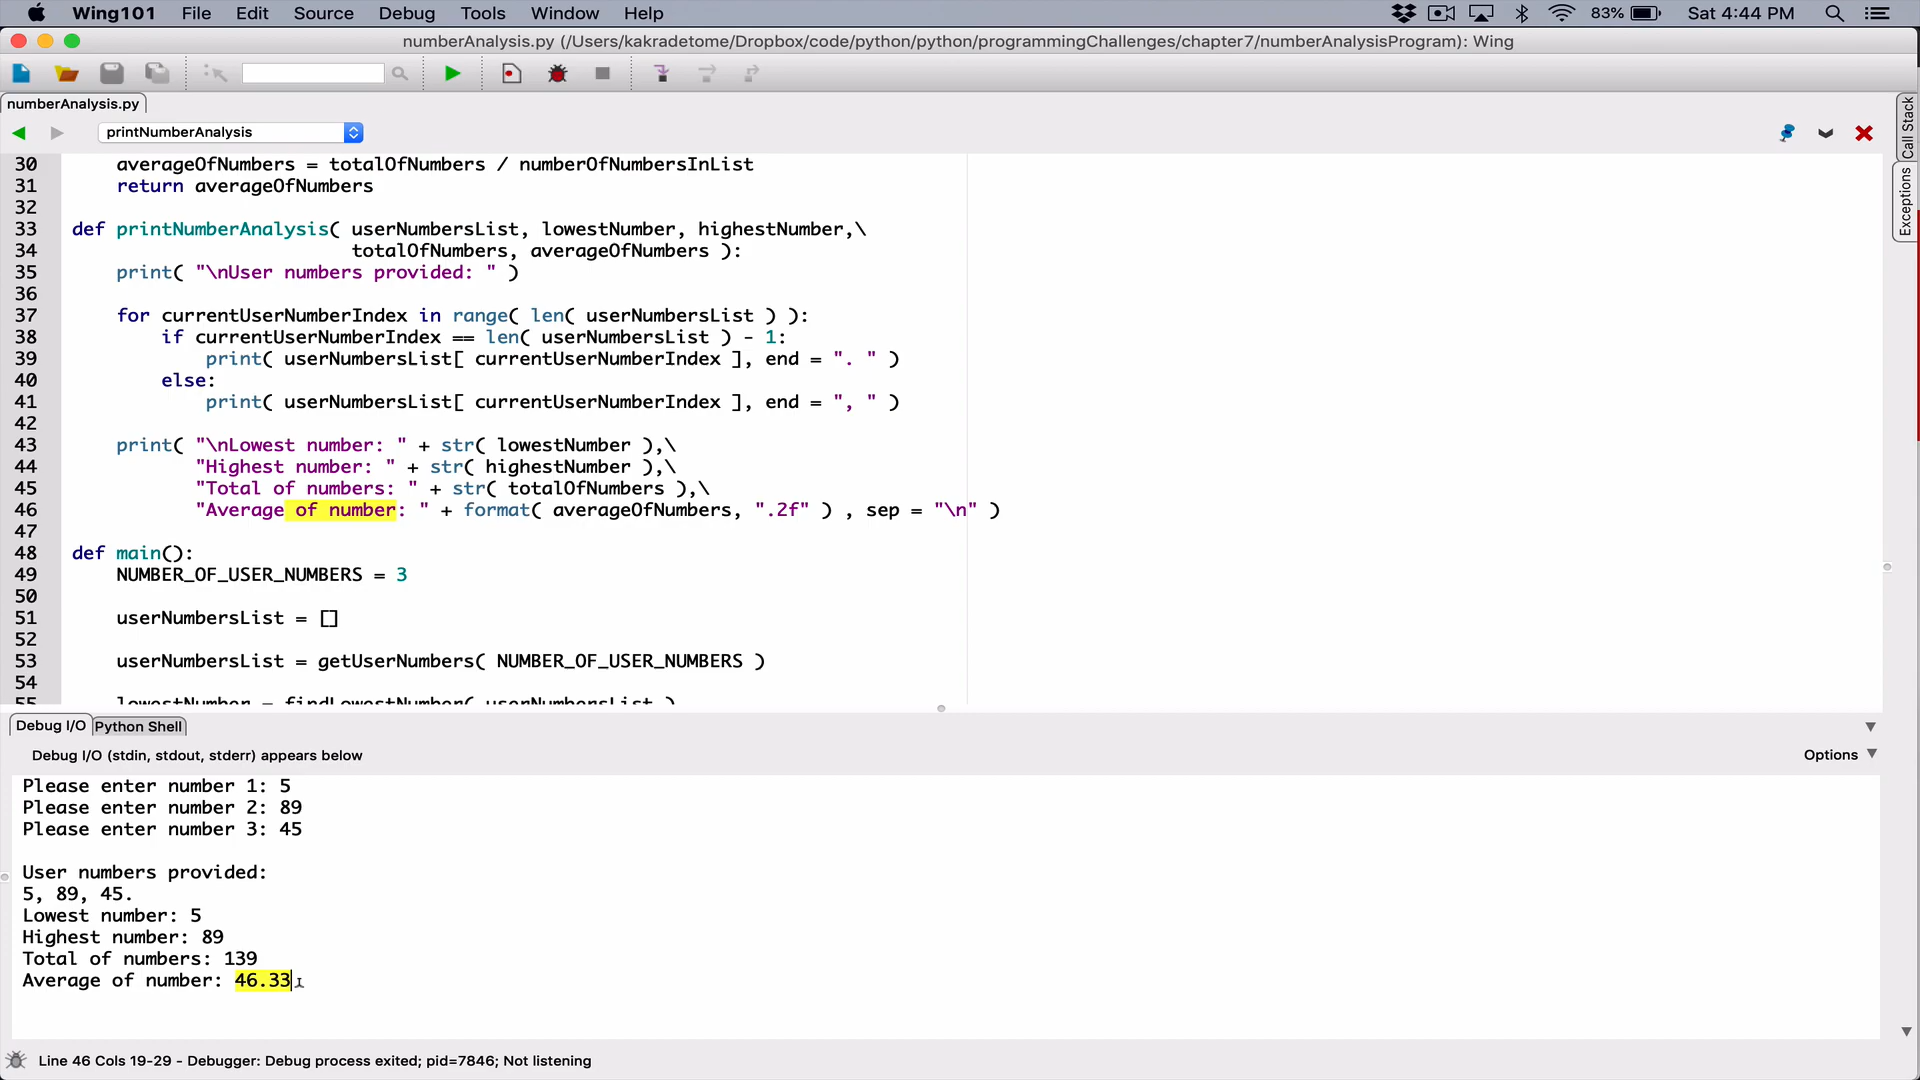 Wing101 File Edit Source Debug Tools Window Help 83% Sat 4:44 PM
numberAnalysis.py (/Users/kakradetome/Dropbox/code/python/python/programmingChallenges/chapter7/numberAnalysisProgram): Wing
numberAnalysis.py
printNumberAnalysis
Call Stack
Exceptions
30 averageOfNumbers = totalOfNumbers / numberOfNumbersInList
31 return averageOfNumbers
32
33 def printNumberAnalysis( userNumbersList, lowestNumber, highestNumber,\
34 totalOfNumbers, averageOfNumbers ):
35 print( "\nUser numbers provided: " )
36
37 for currentUserNumberIndex in range( len( userNumbersList ) ):
38 if currentUserNumberIndex == len( userNumbersList ) - 1:
39 print( userNumbersList[ currentUserNumberIndex ], end = ". " )
40 else:
41 print( userNumbersList[ currentUserNumberIndex ], end = ", " )
42
43 print( "\nLowest number: " + str( lowestNumber ),\
44 "Highest number: " + str( highestNumber ),\
45 "Total of numbers: " + str( totalOfNumbers ),\
46 "Average of number: " + format( averageOfNumbers, ".2f" ) , sep = "\n" )
47
48 def main():
49 NUMBER_OF_USER_NUMBERS = 3
50
51 userNumbersList = []
52
53 userNumbersList = getUserNumbers( NUMBER_OF_USER_NUMBERS )
54
55 lowestNumber = findLowestNumber( userNumbersList )
Debug I/O Python Shell
Debug I/O (stdin, stdout, stderr) appears below Options
Please enter number 1: 5
Please enter number 2: 89
Please enter number 3: 45
User numbers provided:
5, 89, 45.
Lowest number: 5
Highest number: 89
Total of numbers: 139
Average of number: 46.33
Line 46 Cols 19-29 - Debugger: Debug process exited; pid=7846; Not listening